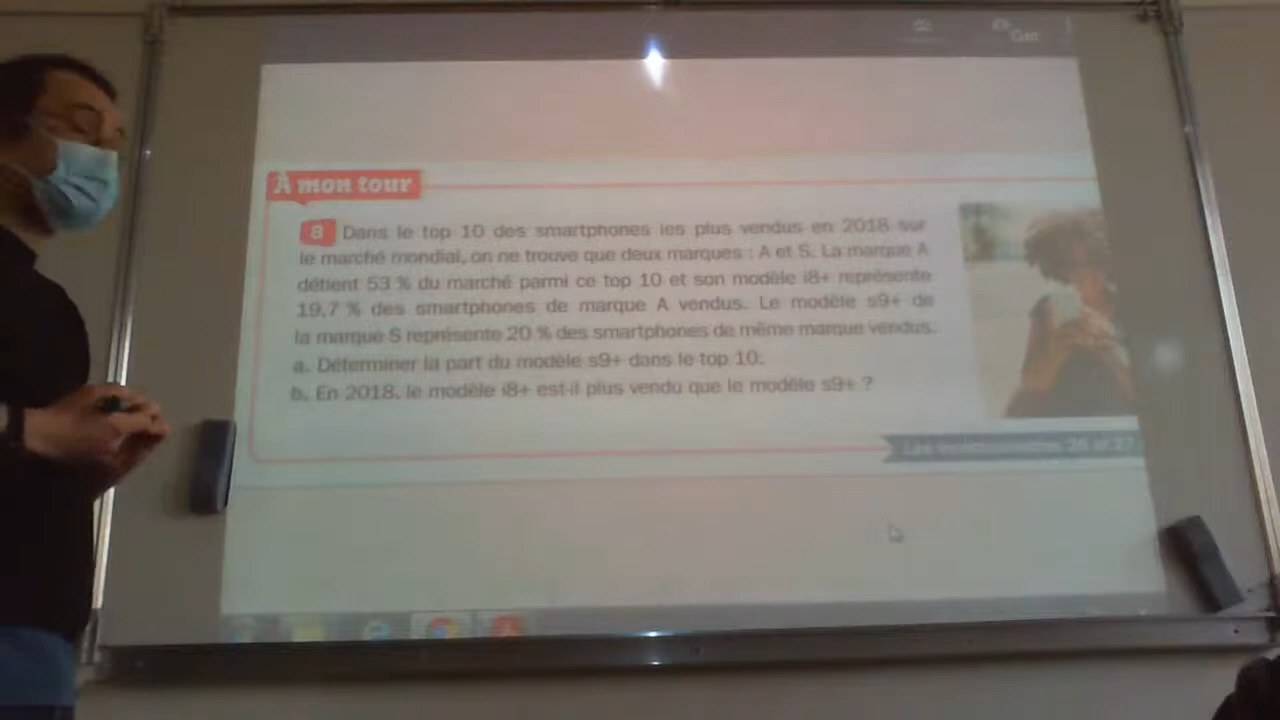 À mon tour
8 Dans le top 10 des smartphones les plus vendus en 2018 sur
le marché mondial, on ne trouve que deux marques : A et S. La marque A
détient 53 % du marché parmi ce top 10 et son modèle i8+ représente
19,7 % des smartphones de marque A vendus. Le modèle s9+ de
la marque S représente 20 % des smartphones de même marque vendus.
a. Déterminer la part du modèle s9+ dans le top 10.
b. En 2018, le modèle i8+ est-il plus vendu que le modèle s9+ ?